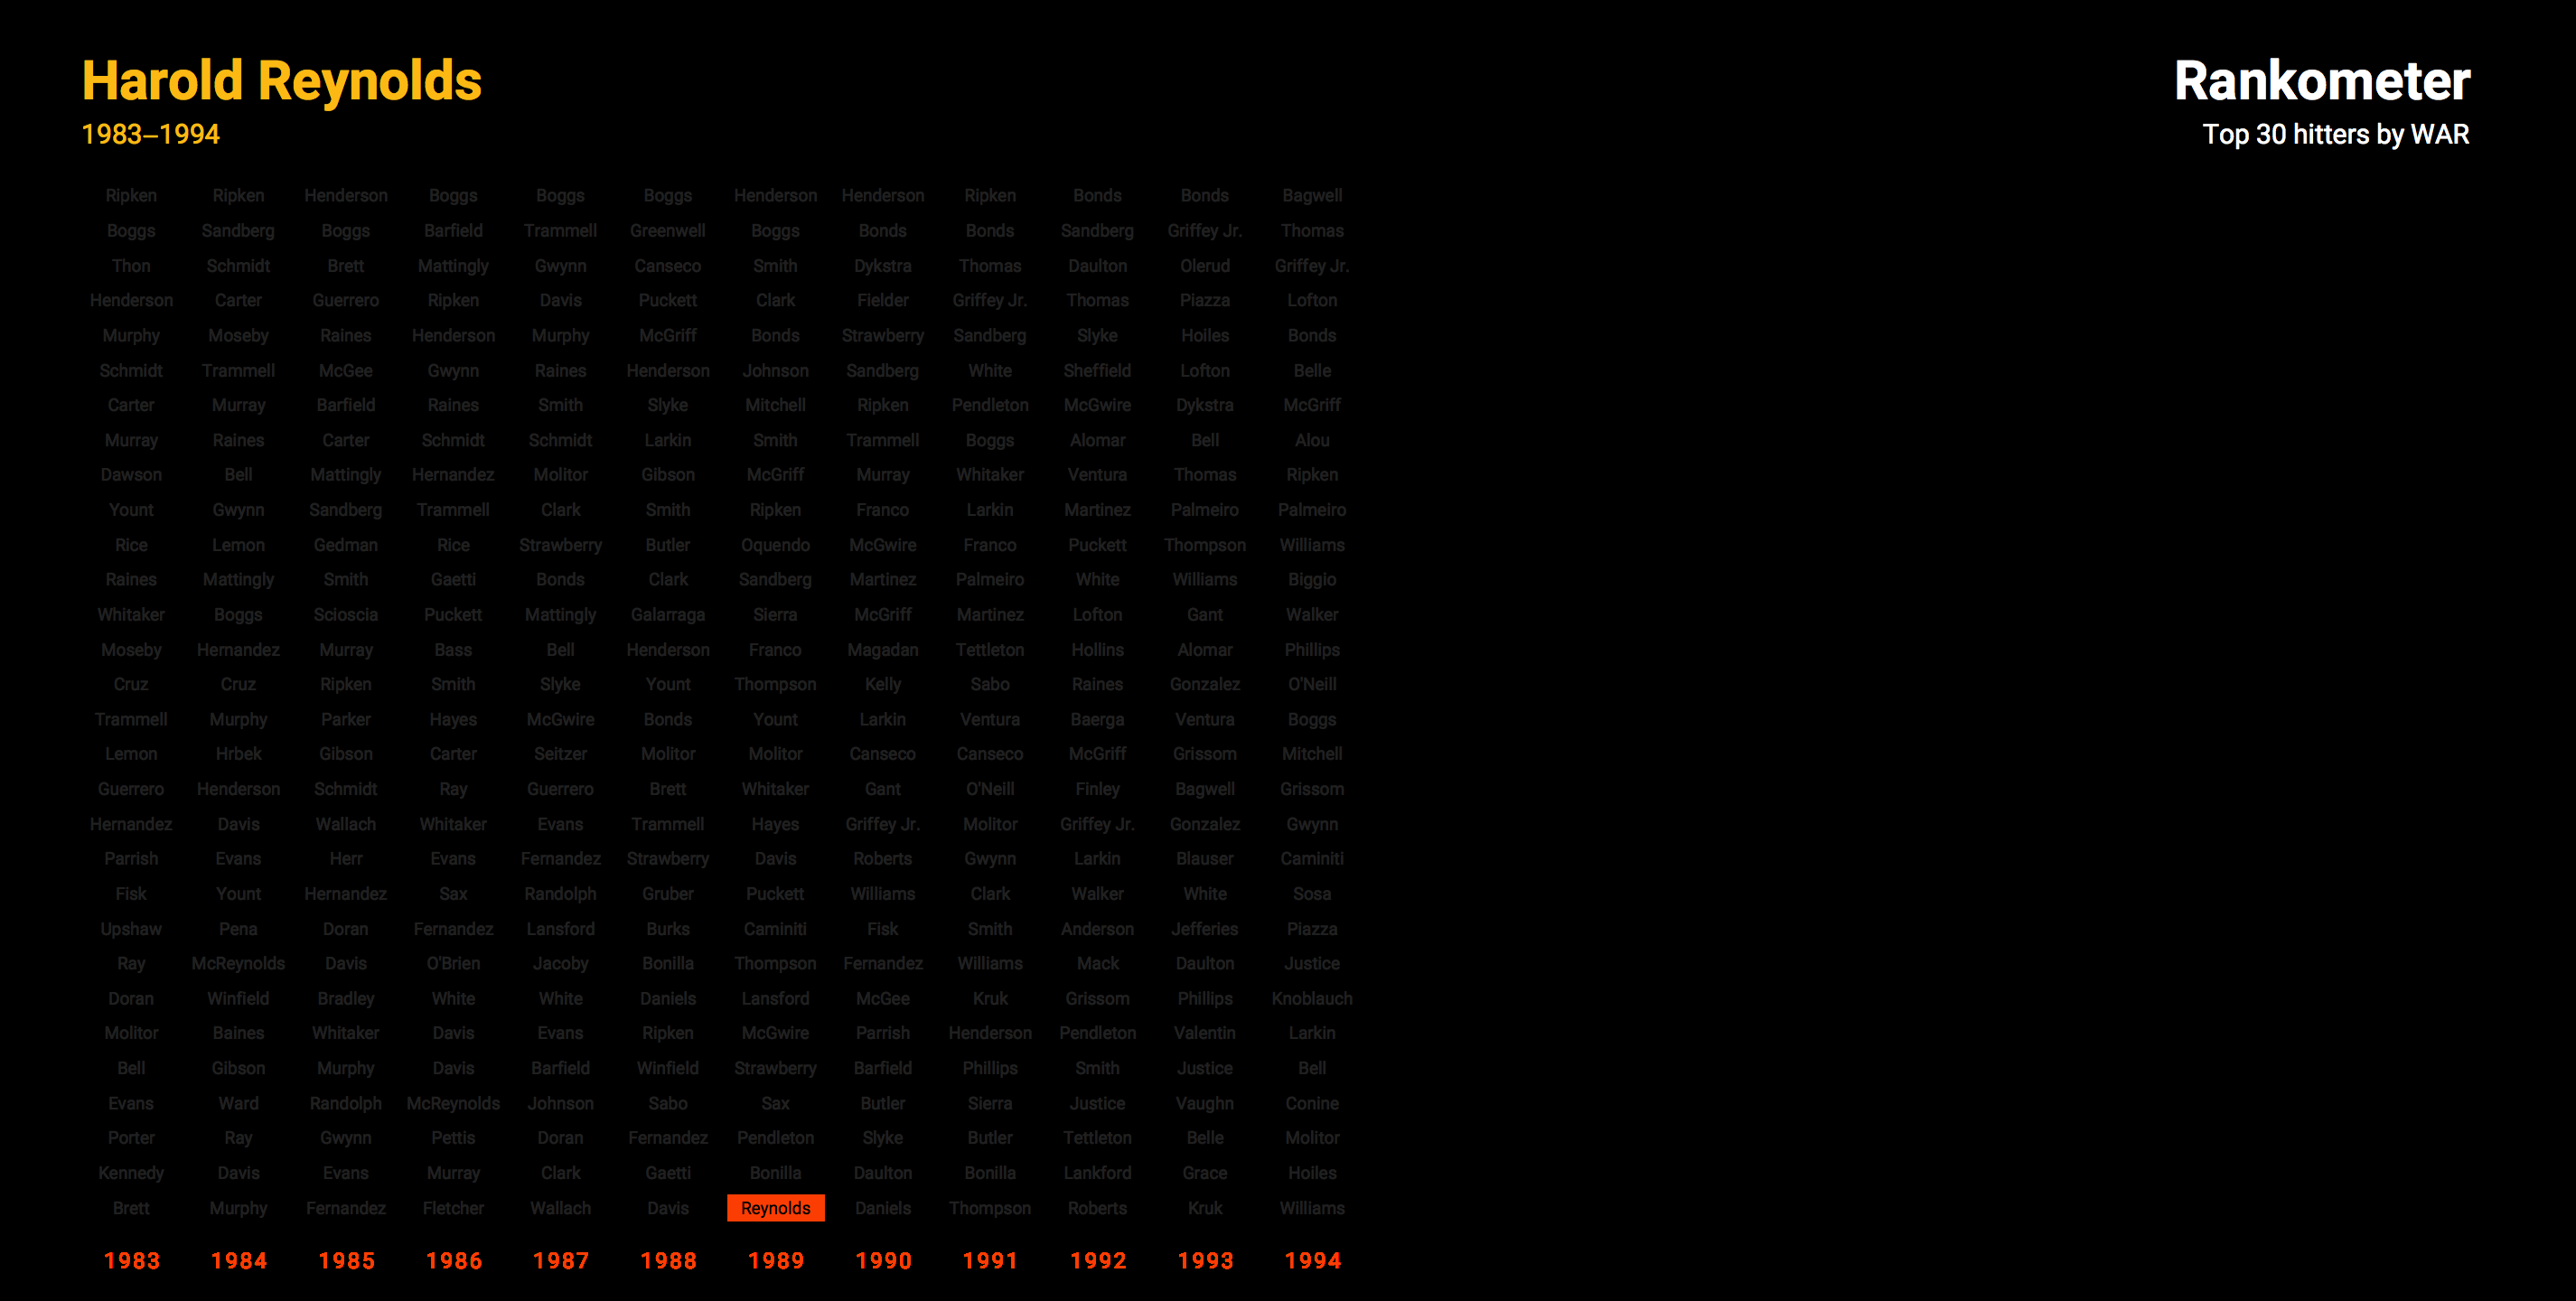 Harold Reynolds
1983–1994
Rankometer
Top 30 hitters by WAR
Ripken Ripken Henderson Boggs Boggs Boggs Henderson Henderson Ripken Bonds Bonds Bagwell
Boggs Sandberg Boggs Barfield Trammell Greenwell Boggs Bonds Bonds Sandberg Griffey Jr. Thomas
Thon Schmidt Brett Mattingly Gwynn Canseco Smith Dykstra Thomas Daulton Olerud Griffey Jr.
Henderson Carter Guerrero Ripken Davis Puckett Clark Fielder Griffey Jr. Thomas Piazza Lofton
Murphy Moseby Raines Henderson Murphy McGriff Bonds Strawberry Sandberg Slyke Hoiles Bonds
Schmidt Trammell McGee Gwynn Raines Henderson Johnson Sandberg White Sheffield Lofton Belle
Carter Murray Barfield Raines Smith Slyke Mitchell Ripken Pendleton McGwire Dykstra McGriff
Murray Raines Carter Schmidt Schmidt Larkin Smith Trammell Boggs Alomar Bell Alou
Dawson Bell Mattingly Hernandez Molitor Gibson McGriff Murray Whitaker Ventura Thomas Ripken
Yount Gwynn Sandberg Trammell Clark Smith Ripken Franco Larkin Martinez Palmeiro Palmeiro
Rice Lemon Gedman Rice Strawberry Butler Oquendo McGwire Franco Puckett Thompson Williams
Raines Mattingly Smith Gaetti Bonds Clark Sandberg Martinez Palmeiro White Williams Biggio
Whitaker Boggs Scioscia Puckett Mattingly Galarraga Sierra McGriff Martinez Lofton Gant Walker
Moseby Hernandez Murray Bass Bell Henderson Franco Magadan Tettleton Hollins Alomar Phillips
Cruz Cruz Ripken Smith Slyke Yount Thompson Kelly Sabo Raines Gonzalez O'Neill
Trammell Murphy Parker Hayes McGwire Bonds Yount Larkin Ventura Baerga Ventura Boggs
Lemon Hrbek Gibson Carter Seitzer Molitor Molitor Canseco Canseco McGriff Grissom Mitchell
Guerrero Henderson Schmidt Ray Guerrero Brett Whitaker Gant O'Neill Finley Bagwell Grissom
Hernandez Davis Wallach Whitaker Evans Trammell Hayes Griffey Jr. Molitor Griffey Jr. Gonzalez Gwynn
Parrish Evans Herr Evans Fernandez Strawberry Davis Roberts Gwynn Larkin Blauser Caminiti
Fisk Yount Hernandez Sax Randolph Gruber Puckett Williams Clark Walker White Sosa
Upshaw Pena Doran Fernandez Lansford Burks Caminiti Fisk Smith Anderson Jefferies Piazza
Ray McReynolds Davis O'Brien Jacoby Bonilla Thompson Fernandez Williams Mack Daulton Justice
Doran Winfield Bradley White White Daniels Lansford McGee Kruk Grissom Phillips Knoblauch
Molitor Baines Whitaker Davis Evans Ripken McGwire Parrish Henderson Pendleton Valentin Larkin
Bell Gibson Murphy Davis Barfield Winfield Strawberry Barfield Phillips Smith Justice Bell
Evans Ward Randolph McReynolds Johnson Sabo Sax Butler Sierra Justice Vaughn Conine
Porter Ray Gwynn Pettis Doran Fernandez Pendleton Slyke Butler Tettleton Belle Molitor
Kennedy Davis Evans Murray Clark Gaetti Bonilla Daulton Bonilla Lankford Grace Hoiles
Brett Murphy Fernandez Fletcher Wallach Davis Reynolds Daniels Thompson Roberts Kruk Williams
1983 1984 1985 1986 1987 1988 1989 1990 1991 1992 1993 1994